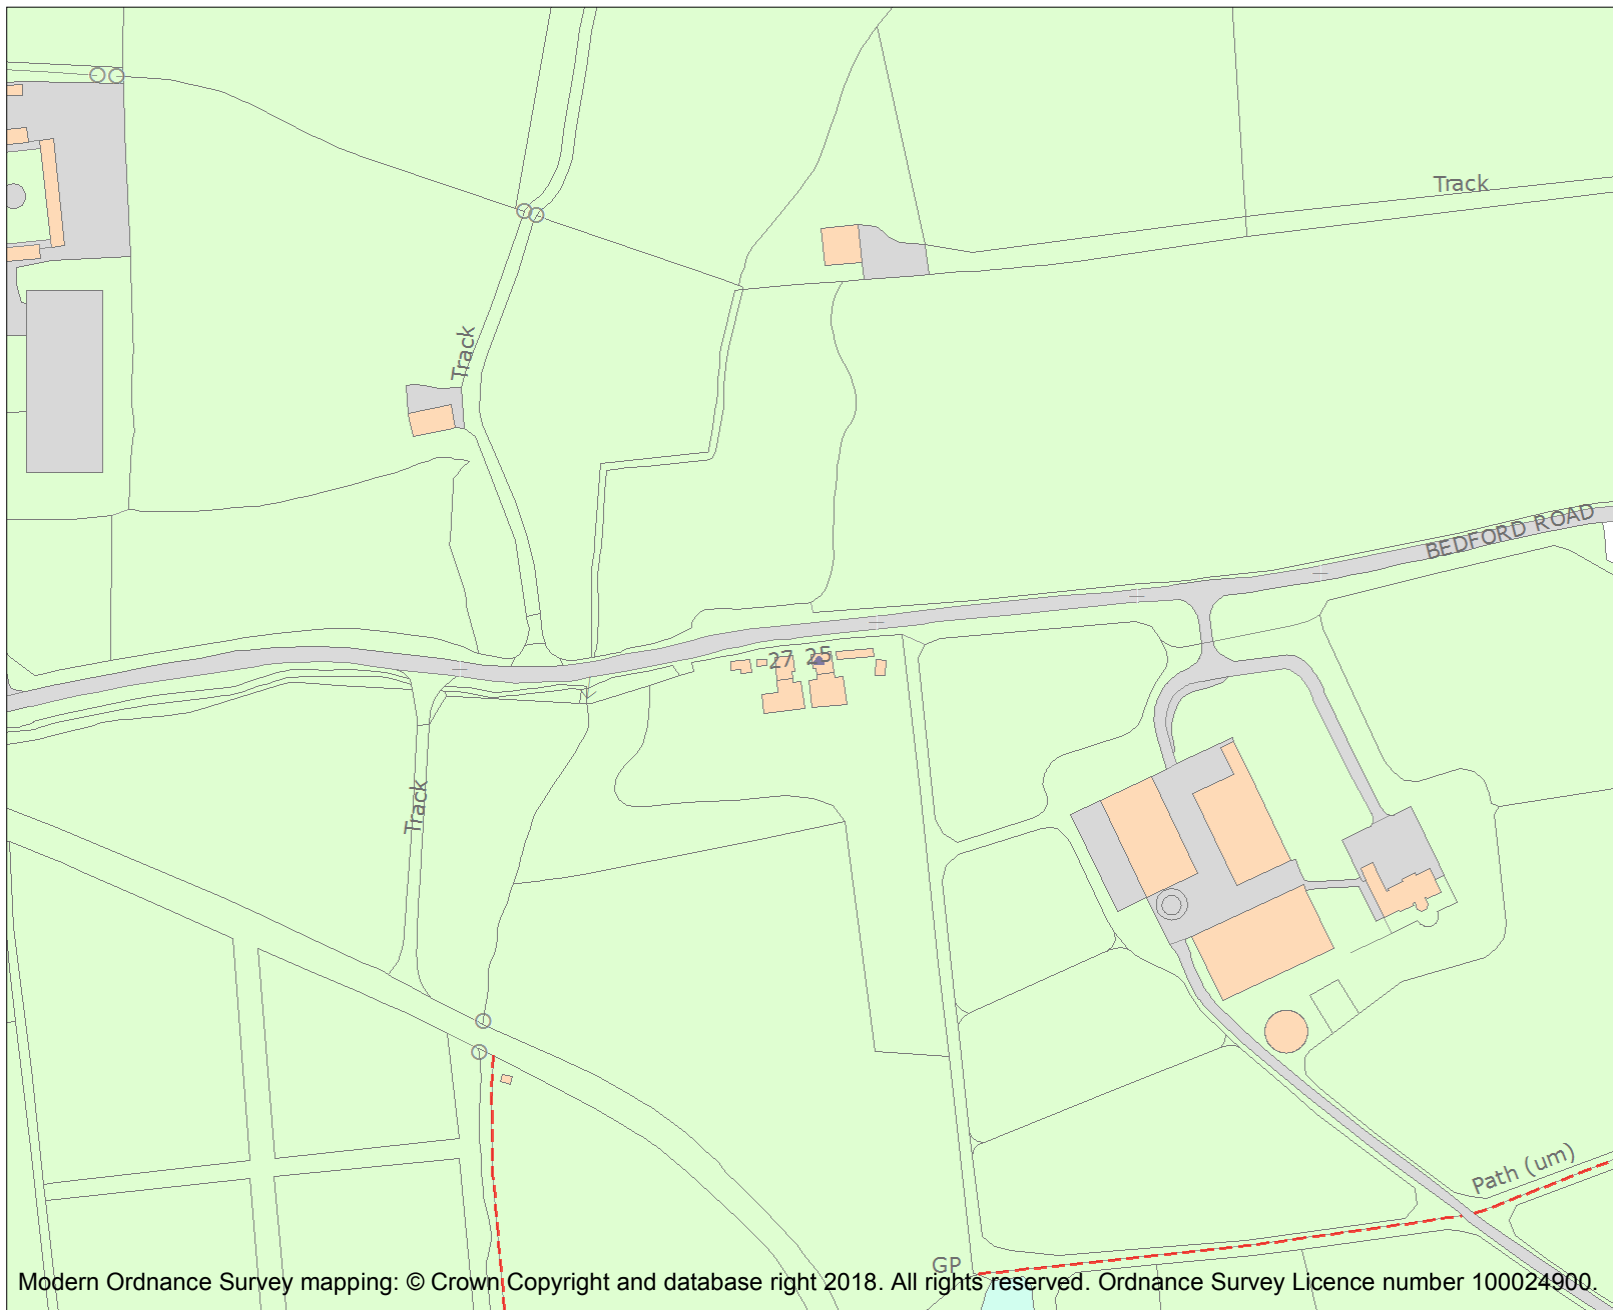 Track
Track
BEDFORD ROAD
27 25
Track
Path (um)
GP
Modern Ordnance Survey mapping: © Crown Copyright and database right 2018. All rights reserved. Ordnance Survey Licence number 100024900.